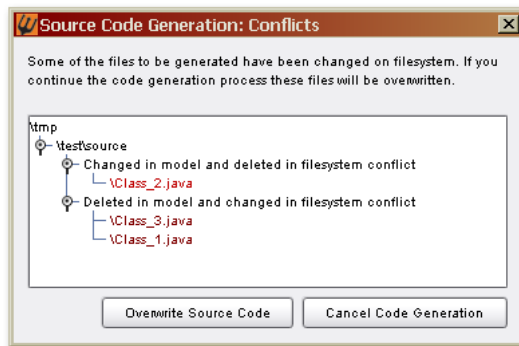 Source Code Generation: Conflicts
Some of the files to be generated have been changed on filesystem. If you
continue the code generation process these files will be overwritten.
\tmp
\test\source
Changed in model and deleted in filesystem conflict
\Class_2.java
Deleted in model and changed in filesystem conflict
\Class_3.java
\Class_1.java
Overwrite Source Code Cancel Code Generation